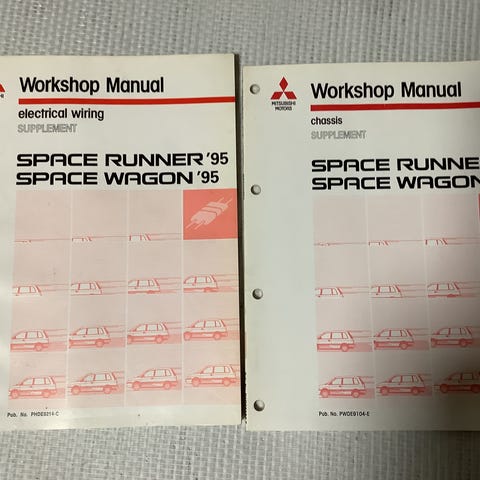 HI
Workshop Manual
electrical wiring
SUPPLEMENT
SPACE RUNNER '95
SPACE WAGON '95
Pub. No. PHDE9214-C
MITSUBISHI
MOTORS
Workshop Manual
chassis
SUPPLEMENT
SPACE RUNNE
SPACE WAGON
Pub. No. PWDE9104-E